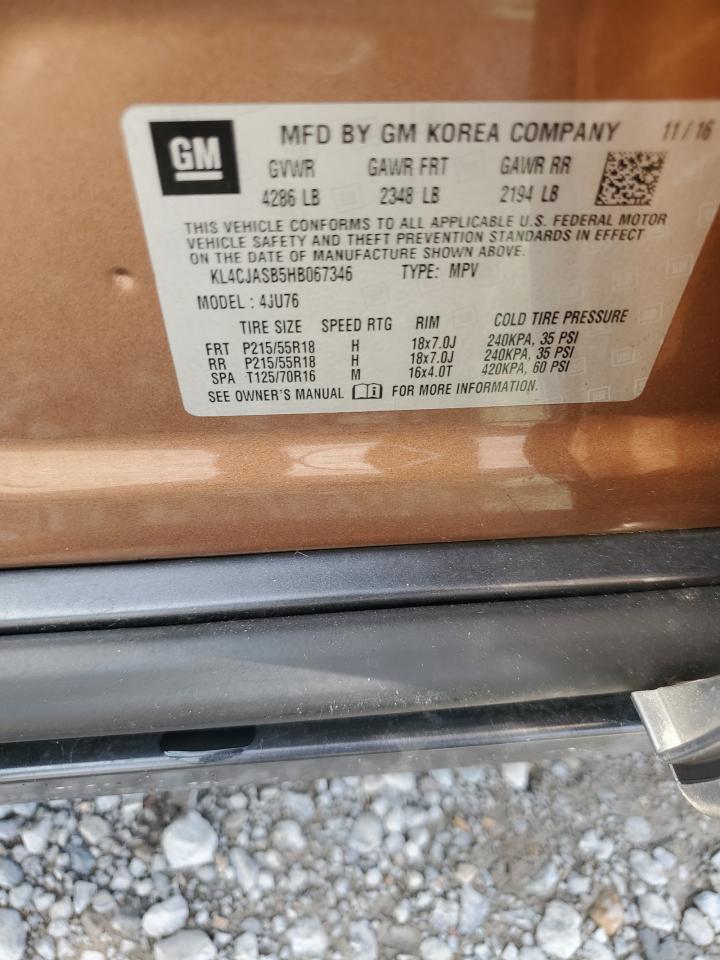 GM
MFD BY GM KOREA COMPANY 11/16
GVWR GAWR FRT GAWR RR
4286 LB 2348 LB 2194 LB
THIS VEHICLE CONFORMS TO ALL APPLICABLE U.S. FEDERAL MOTOR
VEHICLE SAFETY AND THEFT PREVENTION STANDARDS IN EFFECT
ON THE DATE OF MANUFACTURE SHOWN ABOVE.
KL4CJASB5HB067346 TYPE: MPV
MODEL: 4JU76
TIRE SIZE SPEED RTG RIM COLD TIRE PRESSURE
FRT P215/55R18 H 18x7.0J 240KPA, 35 PSI
RR P215/55R18 H 18x7.0J 240KPA, 35 PSI
SPA T125/70R16 M 16x4.0T 420KPA, 60 PSI
SEE OWNER'S MANUAL FOR MORE INFORMATION.